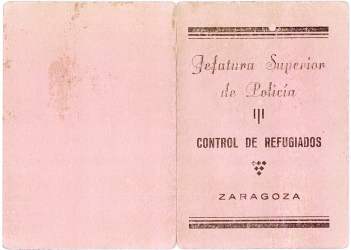 Jefatura Superior
de Policía
CONTROL DE REFUGIADOS
ZARAGOZA